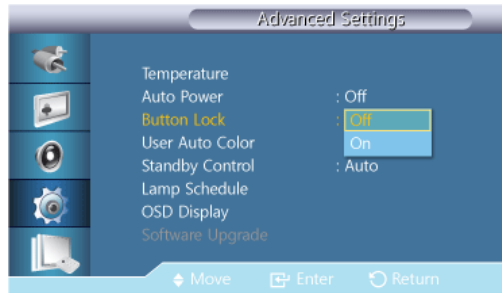 Advanced Settings
Temperature
Auto Power : Off
Button Lock : Off
On
User Auto Color
Standby Control : Auto
Lamp Schedule
OSD Display
Software Upgrade
Move Enter Return